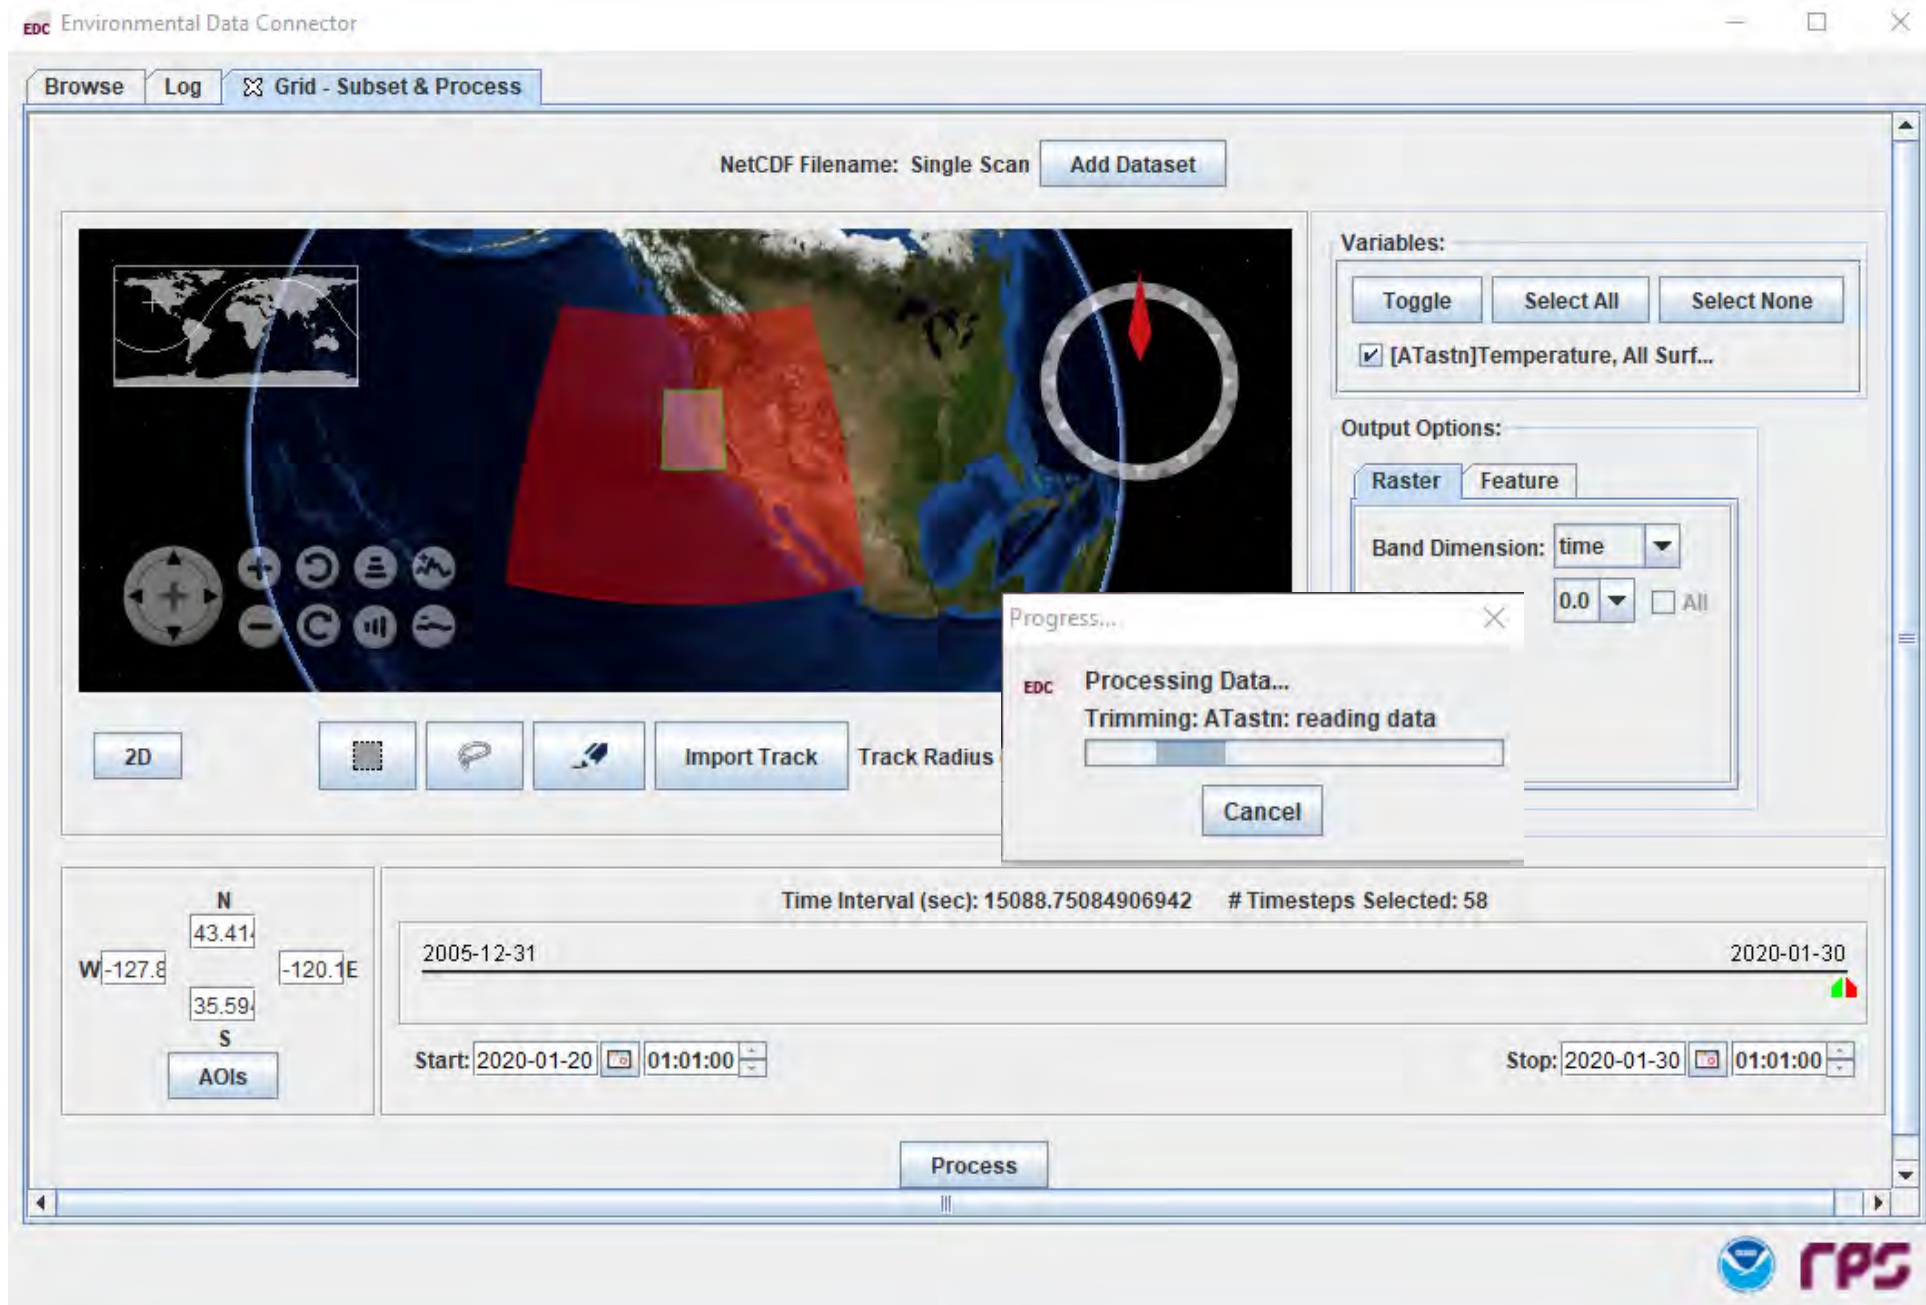 EDC Environmental Data Connector
Browse Log Grid - Subset & Process
NetCDF Filename: Single Scan Add Dataset
Variables:
Toggle Select All Select None
[ATastn]Temperature, All Surf...
Output Options:
Raster Feature
Band Dimension: time
0.0 All
Progress...
EDC Processing Data...
Trimming: ATastn: reading data
Cancel
2D Import Track Track Radius
Time Interval (sec): 15088.75084906942 # Timesteps Selected: 58
N
43.414
W -127.8 -120.1 E
35.594
S
AOIs
2005-12-31 2020-01-30
Start: 2020-01-20 01:01:00 Stop: 2020-01-30 01:01:00
Process
rps